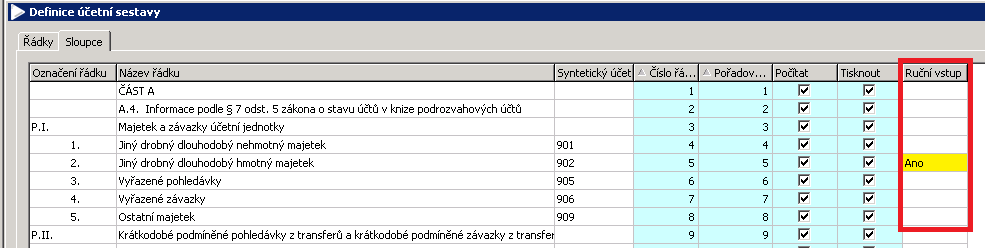 Definice účetní sestavy
Řádky Sloupce
Označení řádku Název řádku Syntetický účet Číslo řá... Pořadov... Počítat Tisknout Ruční vstup
ČÁST A 1 1
A.4. Informace podle § 7 odst. 5 zákona o stavu účtů v knize podrozvahových účtů 2 2
P.I. Majetek a závazky účetní jednotky 3 3
1. Jiný drobný dlouhodobý nehmotný majetek 901 4 4
2. Jiný drobný dlouhodobý hmotný majetek 902 5 5 Ano
3. Vyřazené pohledávky 905 6 6
4. Vyřazené závazky 906 7 7
5. Ostatní majetek 909 8 8
P.II. Krátkodobé podmíněné pohledávky z transferů a krátkodobé podmíněné závazky z transfer 9 9